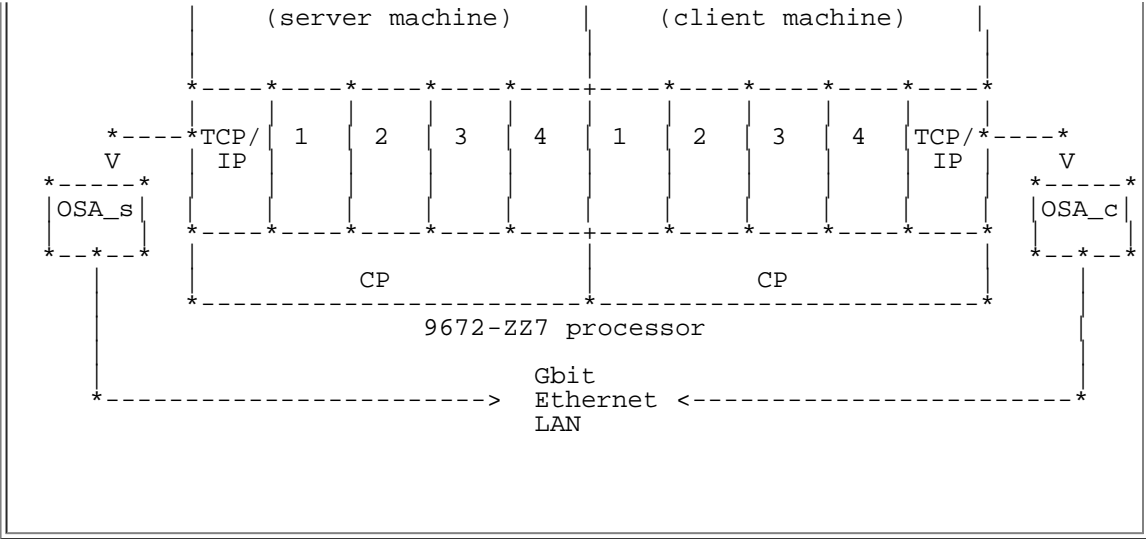 (server machine) (client machine)
TCP/ 1 2 3 4 1 2 3 4 TCP/
V IP IP V
OSA_s OSA_c
CP CP
9672-ZZ7 processor
Gbit
Ethernet
LAN